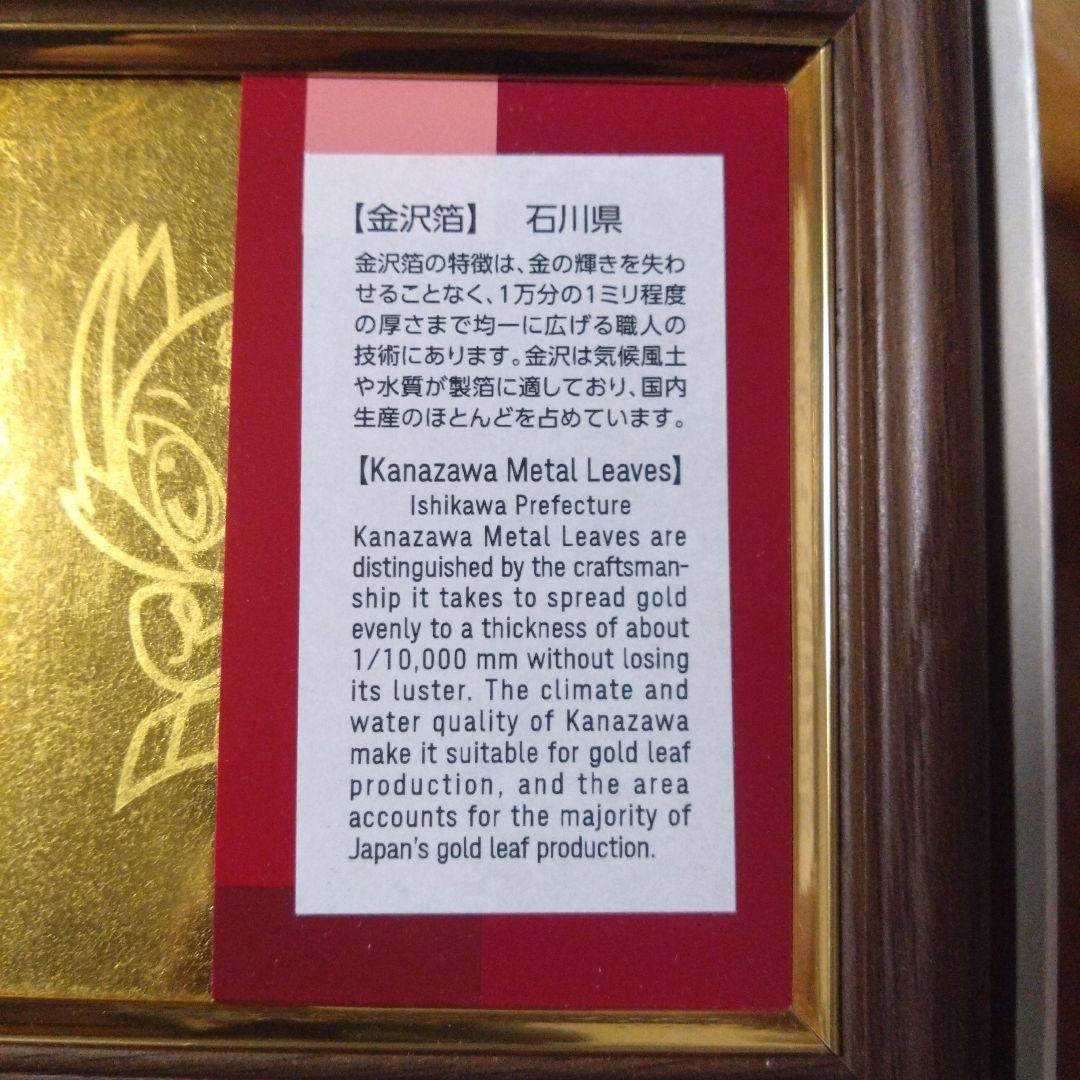 【金沢箔】 石川県
金沢箔の特徴は、金の輝きを失わ
せることなく、1万分の1ミリ程度
の厚さまで均一に広げる職人の
技術にあります。金沢は気候風土
や水質が製箔に適しており、国内
生産のほとんどを占めています。
【Kanazawa Metal Leaves】
Ishikawa Prefecture
Kanazawa Metal Leaves are
distinguished by the craftsman-
ship it takes to spread gold
evenly to a thickness of about
1/10,000 mm without losing
its luster. The climate and
water quality of Kanazawa
make it suitable for gold leaf
production, and the area
accounts for the majority of
Japan's gold leaf production.